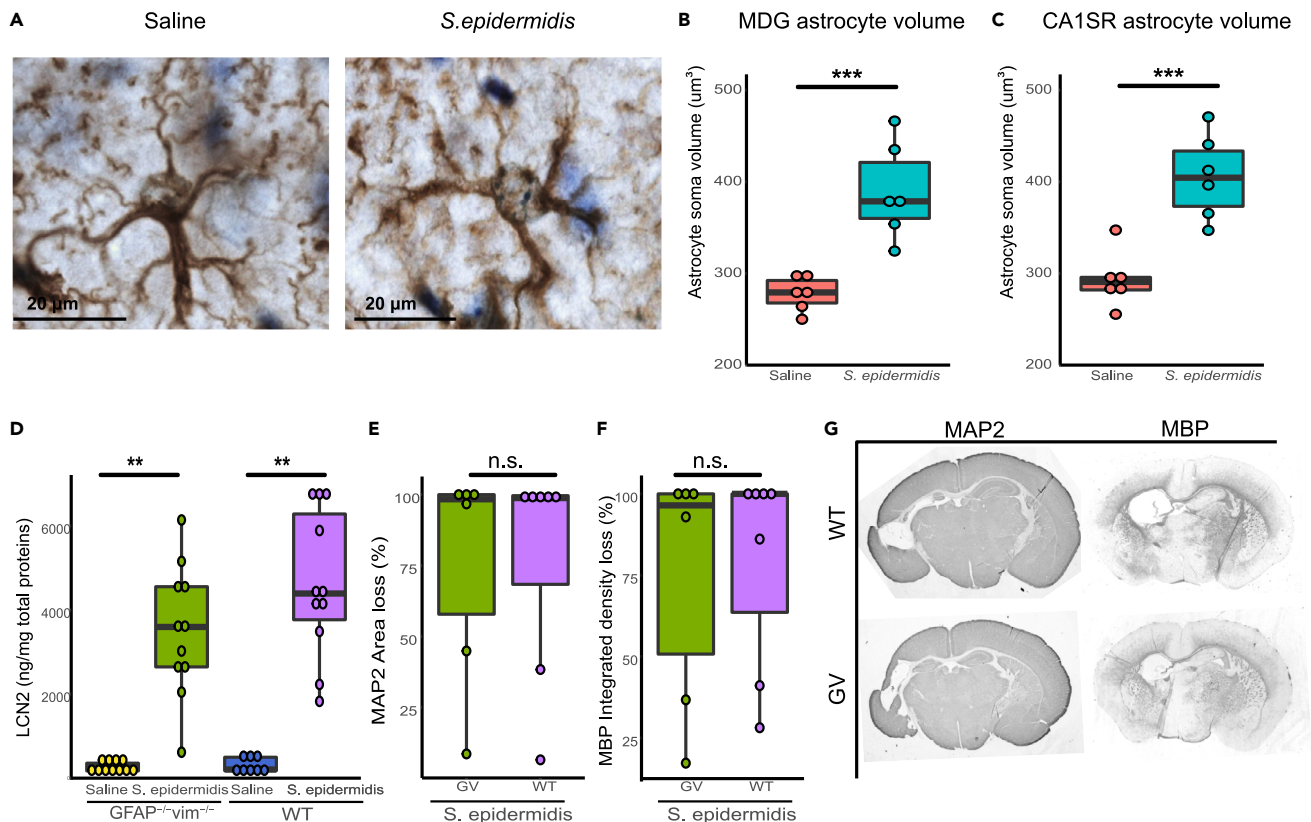 A
Saline
S.epidermidis
20 µm
20 µm
B
MDG astrocyte volume
Astrocyte soma volume (um³)
500
400
300
200
***
Saline
S. epidermidis
C
CA1SR astrocyte volume
Astrocyte soma volume (um³)
500
400
300
200
***
Saline
S. epidermidis
D
LCN2 (ng/mg total proteins)
6000
4000
2000
0
**
**
Saline S. epidermidis Saline S. epidermidis
GFAP⁻/⁻vim⁻/⁻ WT
E
MAP2 Area loss (%)
100
75
50
25
n.s.
GV WT
S. epidermidis
F
MBP Integrated density loss (%)
100
75
50
25
n.s.
GV WT
S. epidermidis
G
MAP2 MBP
WT
GV